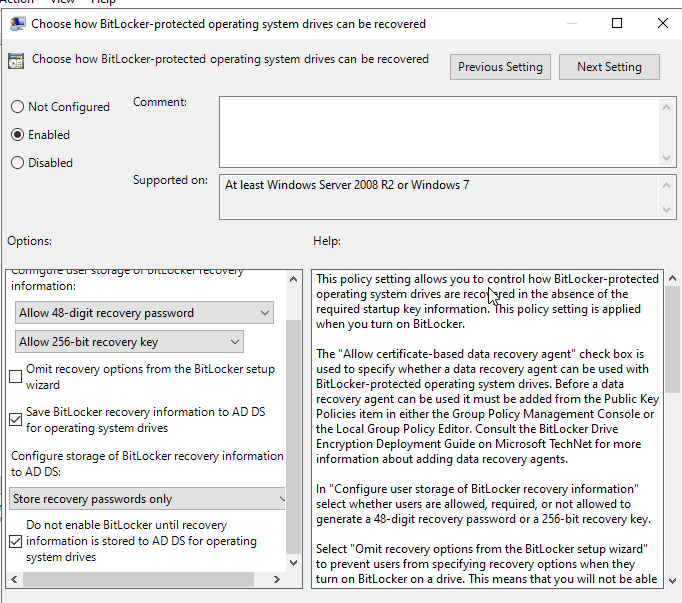 Action View Help
Choose how BitLocker-protected operating system drives can be recovered
Choose how BitLocker-protected operating system drives can be recovered
Previous Setting
Next Setting
Not Configured
Enabled
Disabled
Comment:
Supported on:
At least Windows Server 2008 R2 or Windows 7
Options:
Help:
Configure user storage of BitLocker recovery
information:
Allow 48-digit recovery password
Allow 256-bit recovery key
Omit recovery options from the BitLocker setup
wizard
Save BitLocker recovery information to AD DS
for operating system drives
Configure storage of BitLocker recovery information
to AD DS:
Store recovery passwords only
Do not enable BitLocker until recovery
information is stored to AD DS for operating
system drives
This policy setting allows you to control how BitLocker-protected
operating system drives are recovered in the absence of the
required startup key information. This policy setting is applied
when you turn on BitLocker.
The "Allow certificate-based data recovery agent" check box is
used to specify whether a data recovery agent can be used with
BitLocker-protected operating system drives. Before a data
recovery agent can be used it must be added from the Public Key
Policies item in either the Group Policy Management Console or
the Local Group Policy Editor. Consult the BitLocker Drive
Encryption Deployment Guide on Microsoft TechNet for more
information about adding data recovery agents.
In "Configure user storage of BitLocker recovery information"
select whether users are allowed, required, or not allowed to
generate a 48-digit recovery password or a 256-bit recovery key.
Select "Omit recovery options from the BitLocker setup wizard"
to prevent users from specifying recovery options when they
turn on BitLocker on a drive. This means that you will not be able